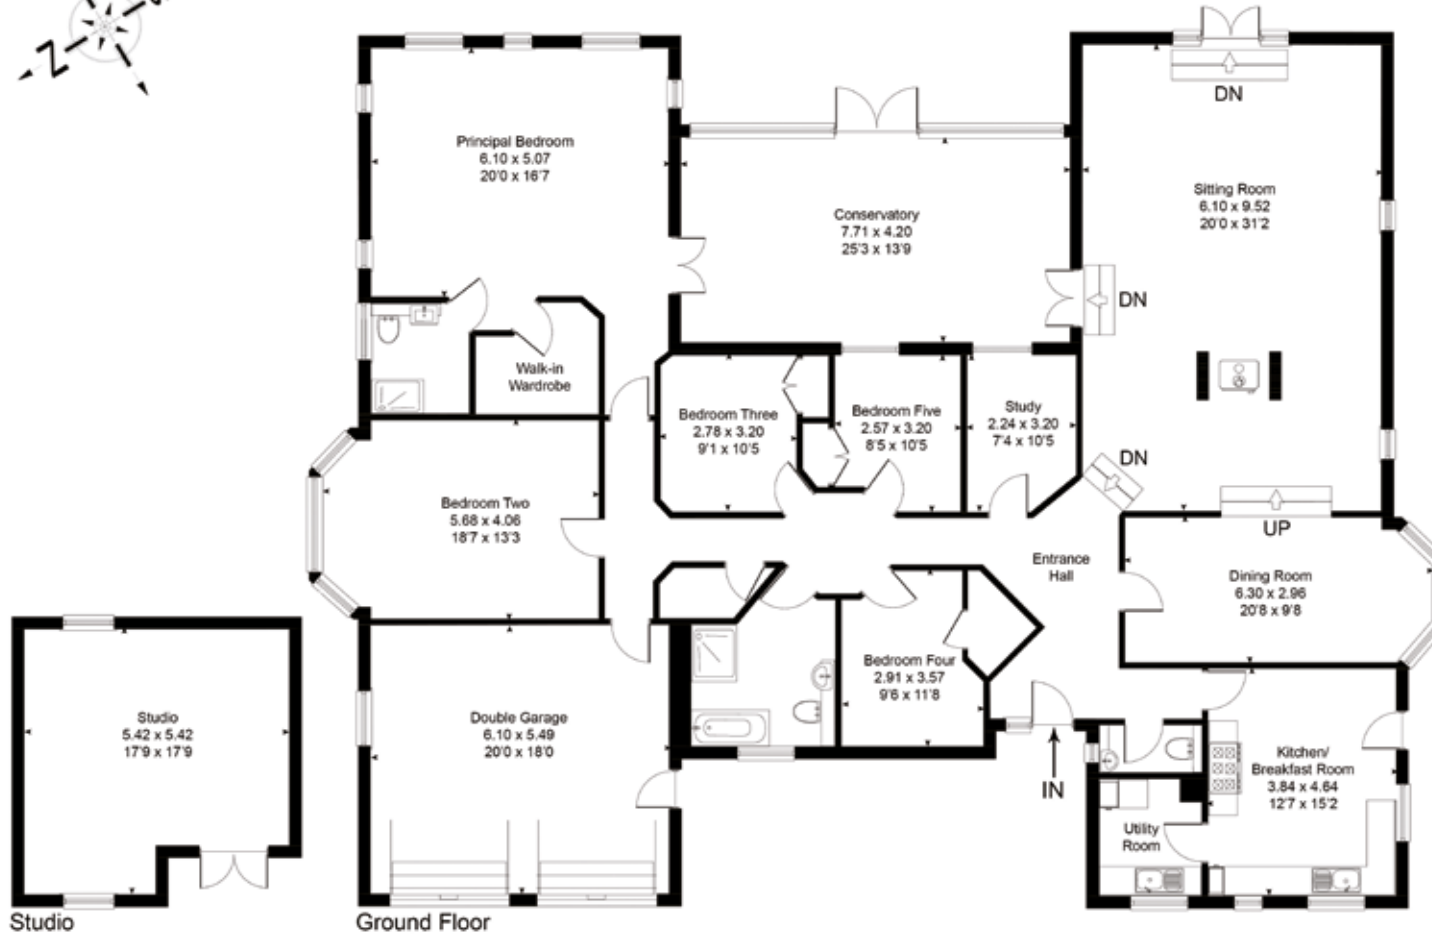 N
DN
Principal Bedroom
6.10 x 5.07
20'0 x 16'7
Conservatory
7.71 x 4.20
25'3 x 13'9
Sitting Room
6.10 x 9.52
20'0 x 31'2
DN
Walk-in
Wardrobe
Bedroom Three
2.78 x 3.20
9'1 x 10'5
Bedroom Five
2.57 x 3.20
8'5 x 10'5
Study
2.24 x 3.20
7'4 x 10'5
DN
Bedroom Two
5.68 x 4.06
18'7 x 13'3
UP
Entrance
Hall
Dining Room
6.30 x 2.96
20'8 x 9'8
Bedroom Four
2.91 x 3.57
9'6 x 11'8
Studio
5.42 x 5.42
17'9 x 17'9
Double Garage
6.10 x 5.49
20'0 x 18'0
IN
Kitchen/
Breakfast Room
3.84 x 4.64
12'7 x 15'2
Utility
Room
Studio
Ground Floor